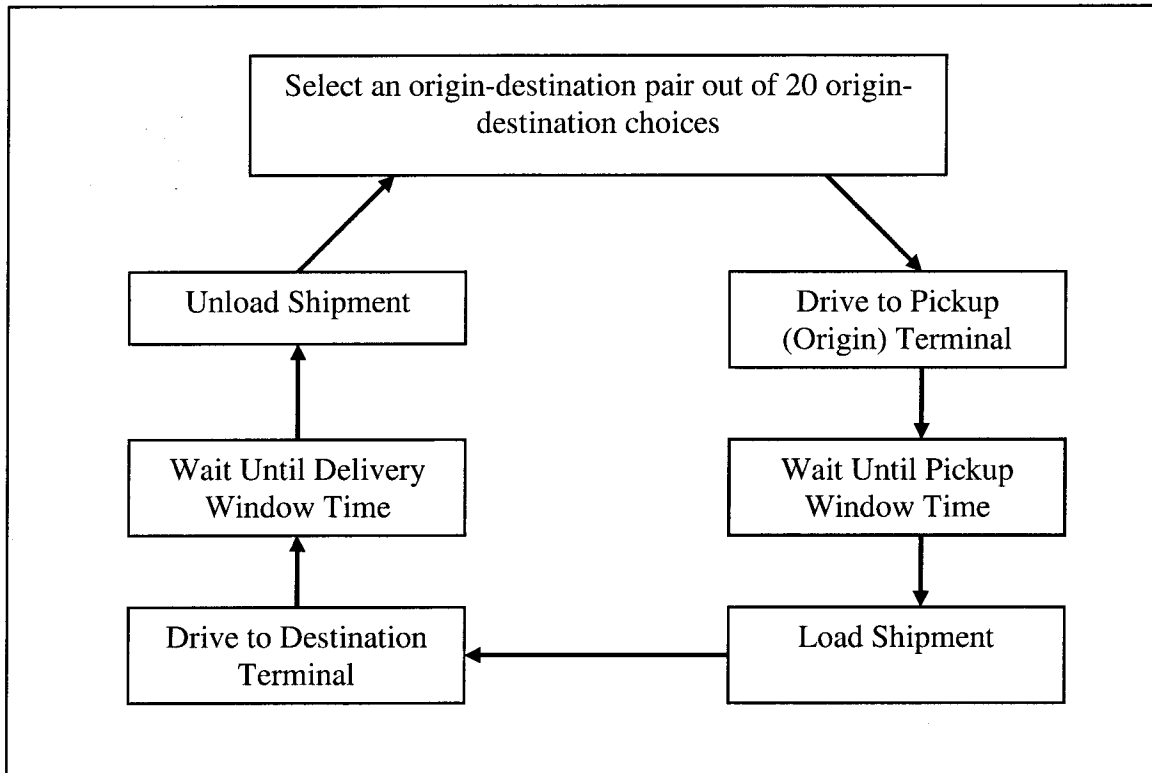 Select an origin-destination pair out of 20 origin-
destination choices
Unload Shipment
Drive to Pickup
(Origin) Terminal
Wait Until Delivery
Window Time
Wait Until Pickup
Window Time
Drive to Destination
Terminal
Load Shipment